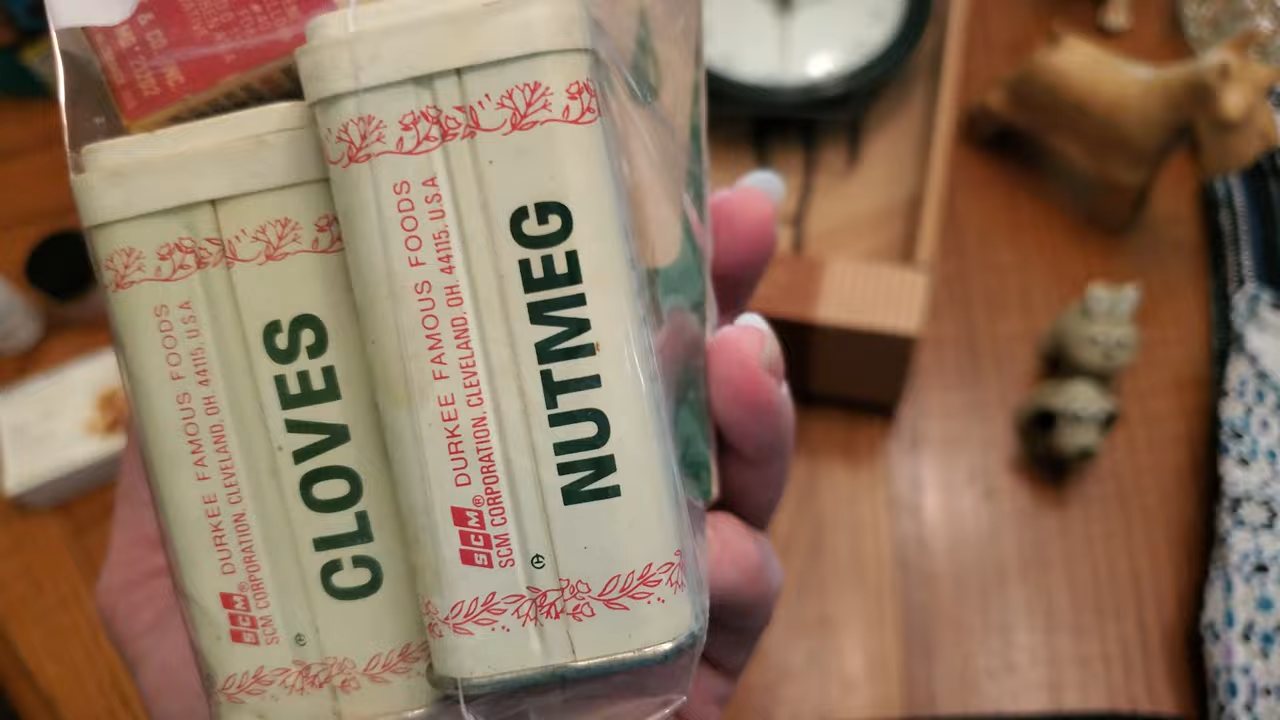 & CO.
CLOVES
DURKEE FAMOUS FOODS
SCM® SCM CORPORATION, CLEVELAND, OH 44115, U.S.A
NUTMEG
DURKEE FAMOUS FOODS
SCM® SCM CORPORATION, CLEVELAND, OH. 44115, U.S.A